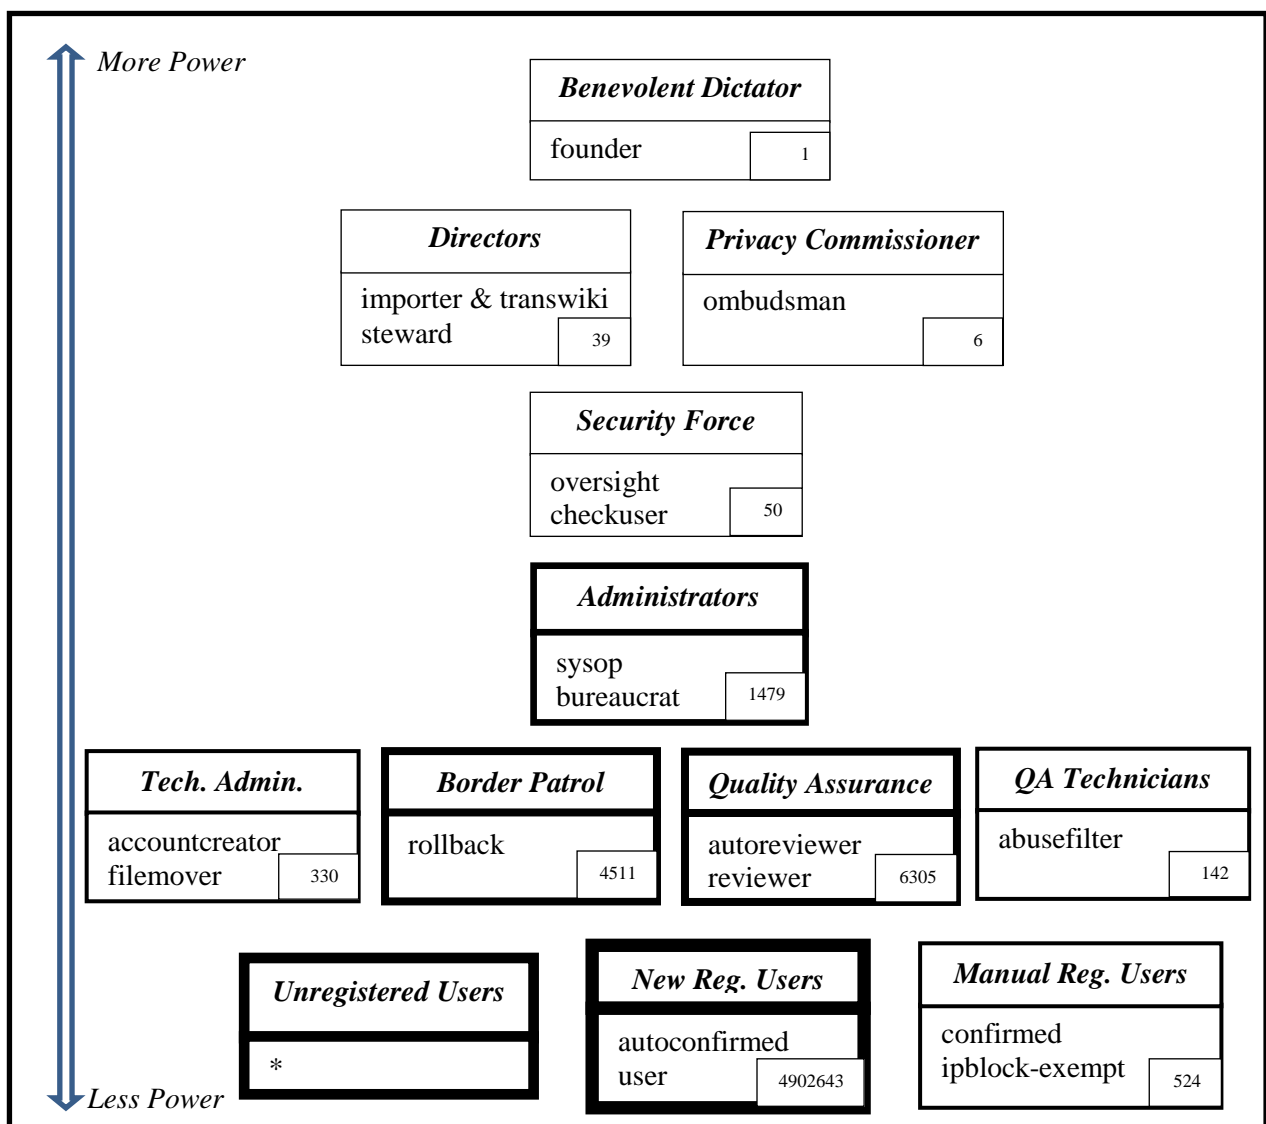 More Power
Benevolent Dictator
founder
1
Directors
importer & transwiki
steward
39
Privacy Commissioner
ombudsman
6
Security Force
oversight
checkuser
50
Administrators
sysop
bureaucrat
1479
Tech. Admin.
accountcreator
filemover
330
Border Patrol
rollback
4511
Quality Assurance
autoreviewer
reviewer
6305
QA Technicians
abusefilter
142
Unregistered Users
*
New Reg. Users
autoconfirmed
user
4902643
Manual Reg. Users
confirmed
ipblock-exempt
524
Less Power